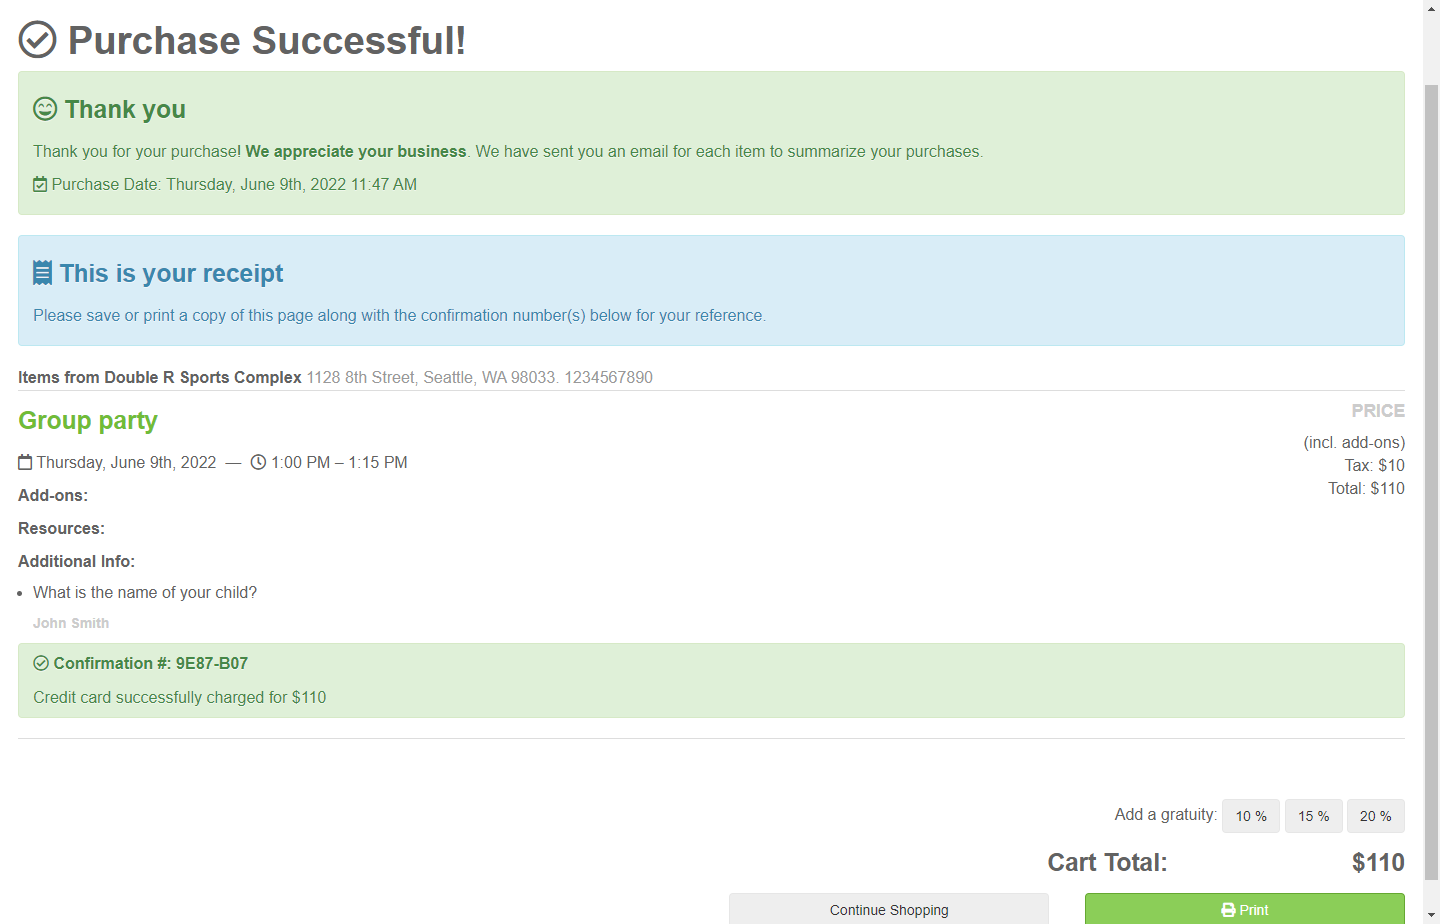 Purchase Successful!
Thank you
Thank you for your purchase! We appreciate your business. We have sent you an email for each item to summarize your purchases.
Purchase Date: Thursday, June 9th, 2022 11:47 AM
This is your receipt
Please save or print a copy of this page along with the confirmation number(s) below for your reference.
Items from Double R Sports Complex 1128 8th Street, Seattle, WA 98033. 1234567890
Group party
PRICE
Thursday, June 9th, 2022 — 1:00 PM – 1:15 PM
(incl. add-ons)
Tax: $10
Total: $110
Add-ons:
Resources:
Additional Info:
• What is the name of your child?
John Smith
Confirmation #: 9E87-B07
Credit card successfully charged for $110
Add a gratuity: 10 % 15 % 20 %
Cart Total: $110
Continue Shopping Print